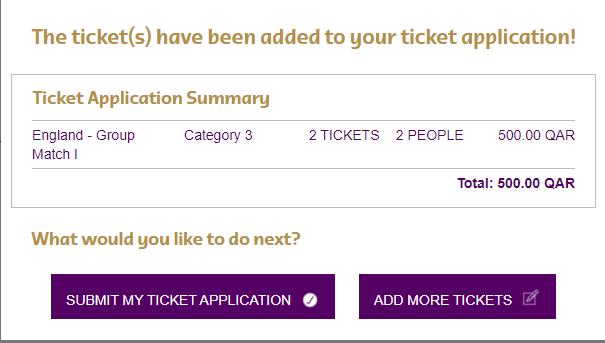 The ticket(s) have been added to your ticket application!
Ticket Application Summary
England - Group Category 3 2 TICKETS 2 PEOPLE 500.00 QAR
Match I
Total: 500.00 QAR
What would you like to do next?
SUBMIT MY TICKET APPLICATION ADD MORE TICKETS